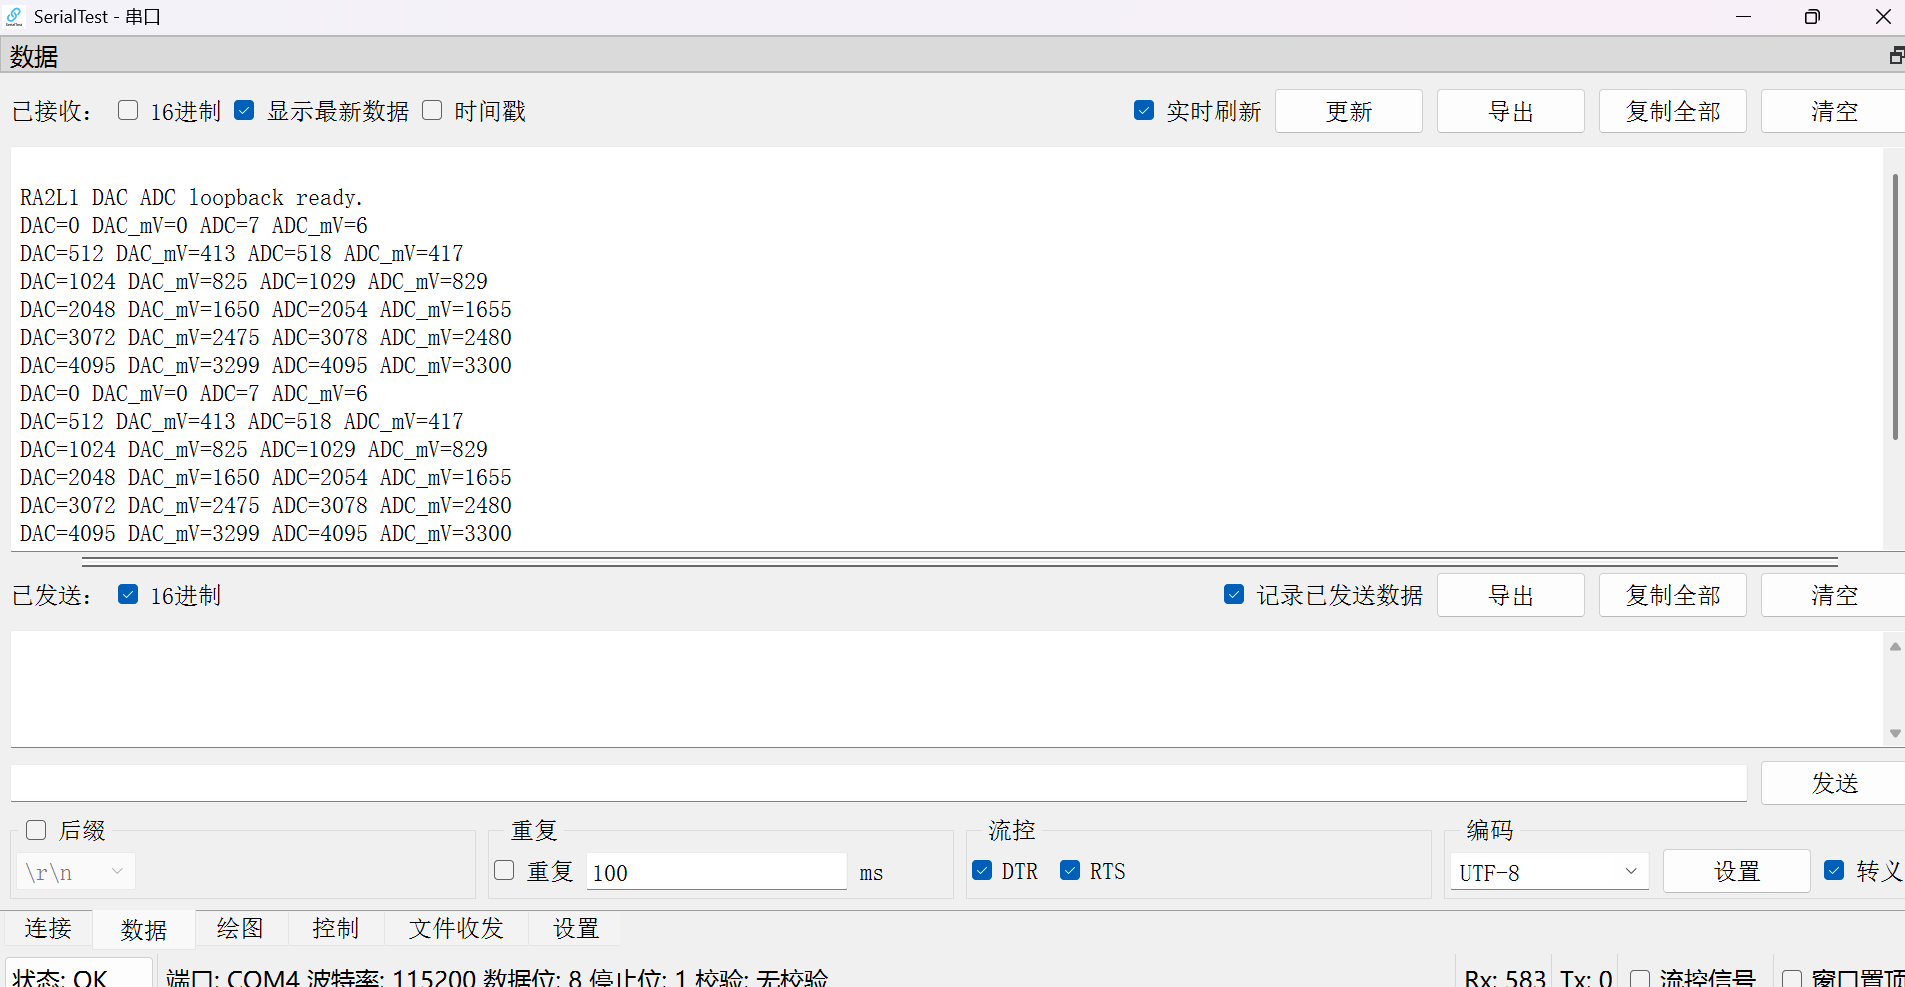 SerialTest - 串口
数据
已接收： 16进制 显示最新数据 时间戳 实时刷新 更新 导出 复制全部 清空
RA2L1 DAC ADC loopback ready.
DAC=0 DAC_mV=0 ADC=7 ADC_mV=6
DAC=512 DAC_mV=413 ADC=518 ADC_mV=417
DAC=1024 DAC_mV=825 ADC=1029 ADC_mV=829
DAC=2048 DAC_mV=1650 ADC=2054 ADC_mV=1655
DAC=3072 DAC_mV=2475 ADC=3078 ADC_mV=2480
DAC=4095 DAC_mV=3299 ADC=4095 ADC_mV=3300
DAC=0 DAC_mV=0 ADC=7 ADC_mV=6
DAC=512 DAC_mV=413 ADC=518 ADC_mV=417
DAC=1024 DAC_mV=825 ADC=1029 ADC_mV=829
DAC=2048 DAC_mV=1650 ADC=2054 ADC_mV=1655
DAC=3072 DAC_mV=2475 ADC=3078 ADC_mV=2480
DAC=4095 DAC_mV=3299 ADC=4095 ADC_mV=3300
已发送： 16进制 记录已发送数据 导出 复制全部 清空
发送
后缀 重复 流控 编码
\r\n 重复 100 ms DTR RTS UTF-8 设置 转义
连接 数据 绘图 控制 文件收发 设置
状态: OK 端口: COM4 波特率: 115200 数据位: 8 停止位: 1 校验: 无校验 Rx: 583 Tx: 0 流控信号 窗口置顶